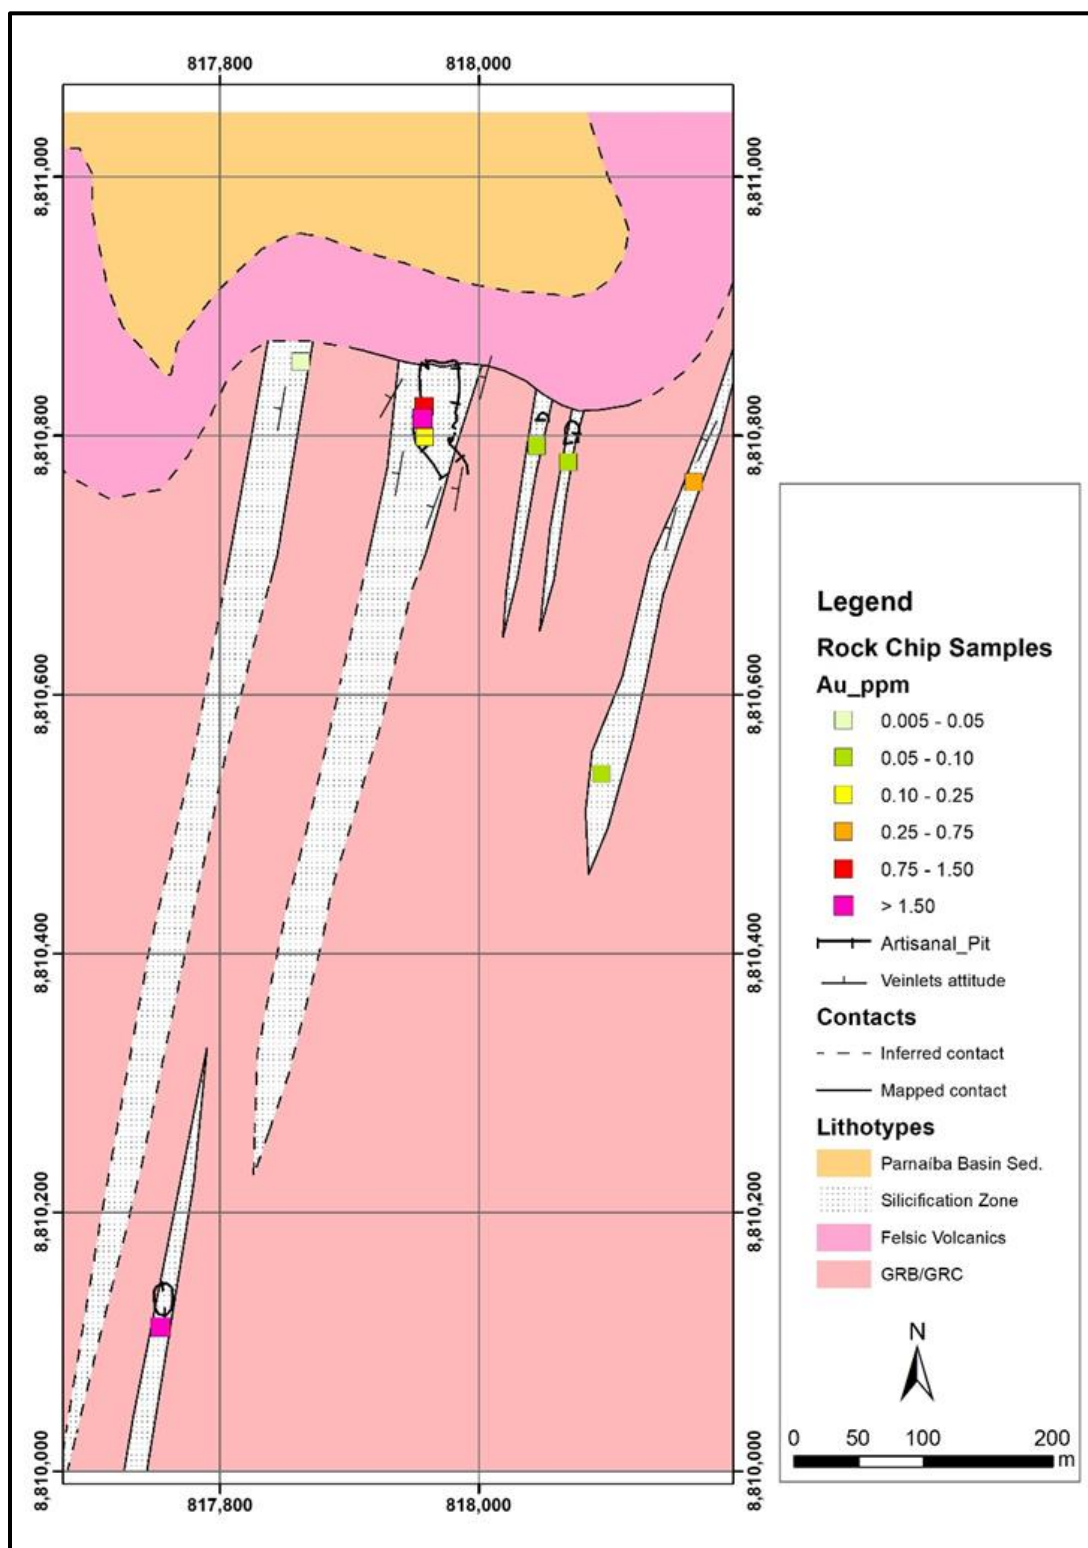 817,800 818,000
8,811,000 8,811,000
8,810,800 8,810,800
8,810,600 8,810,600
8,810,400 8,810,400
8,810,200 8,810,200
8,810,000 8,810,000
817,800 818,000
Legend
Rock Chip Samples
Au_ppm
0.005 - 0.05
0.05 - 0.10
0.10 - 0.25
0.25 - 0.75
0.75 - 1.50
> 1.50
Artisanal_Pit
Veinlets attitude
Contacts
Inferred contact
Mapped contact
Lithotypes
Parnaíba Basin Sed.
Silicification Zone
Felsic Volcanics
GRB/GRC
N
0 50 100 200
m